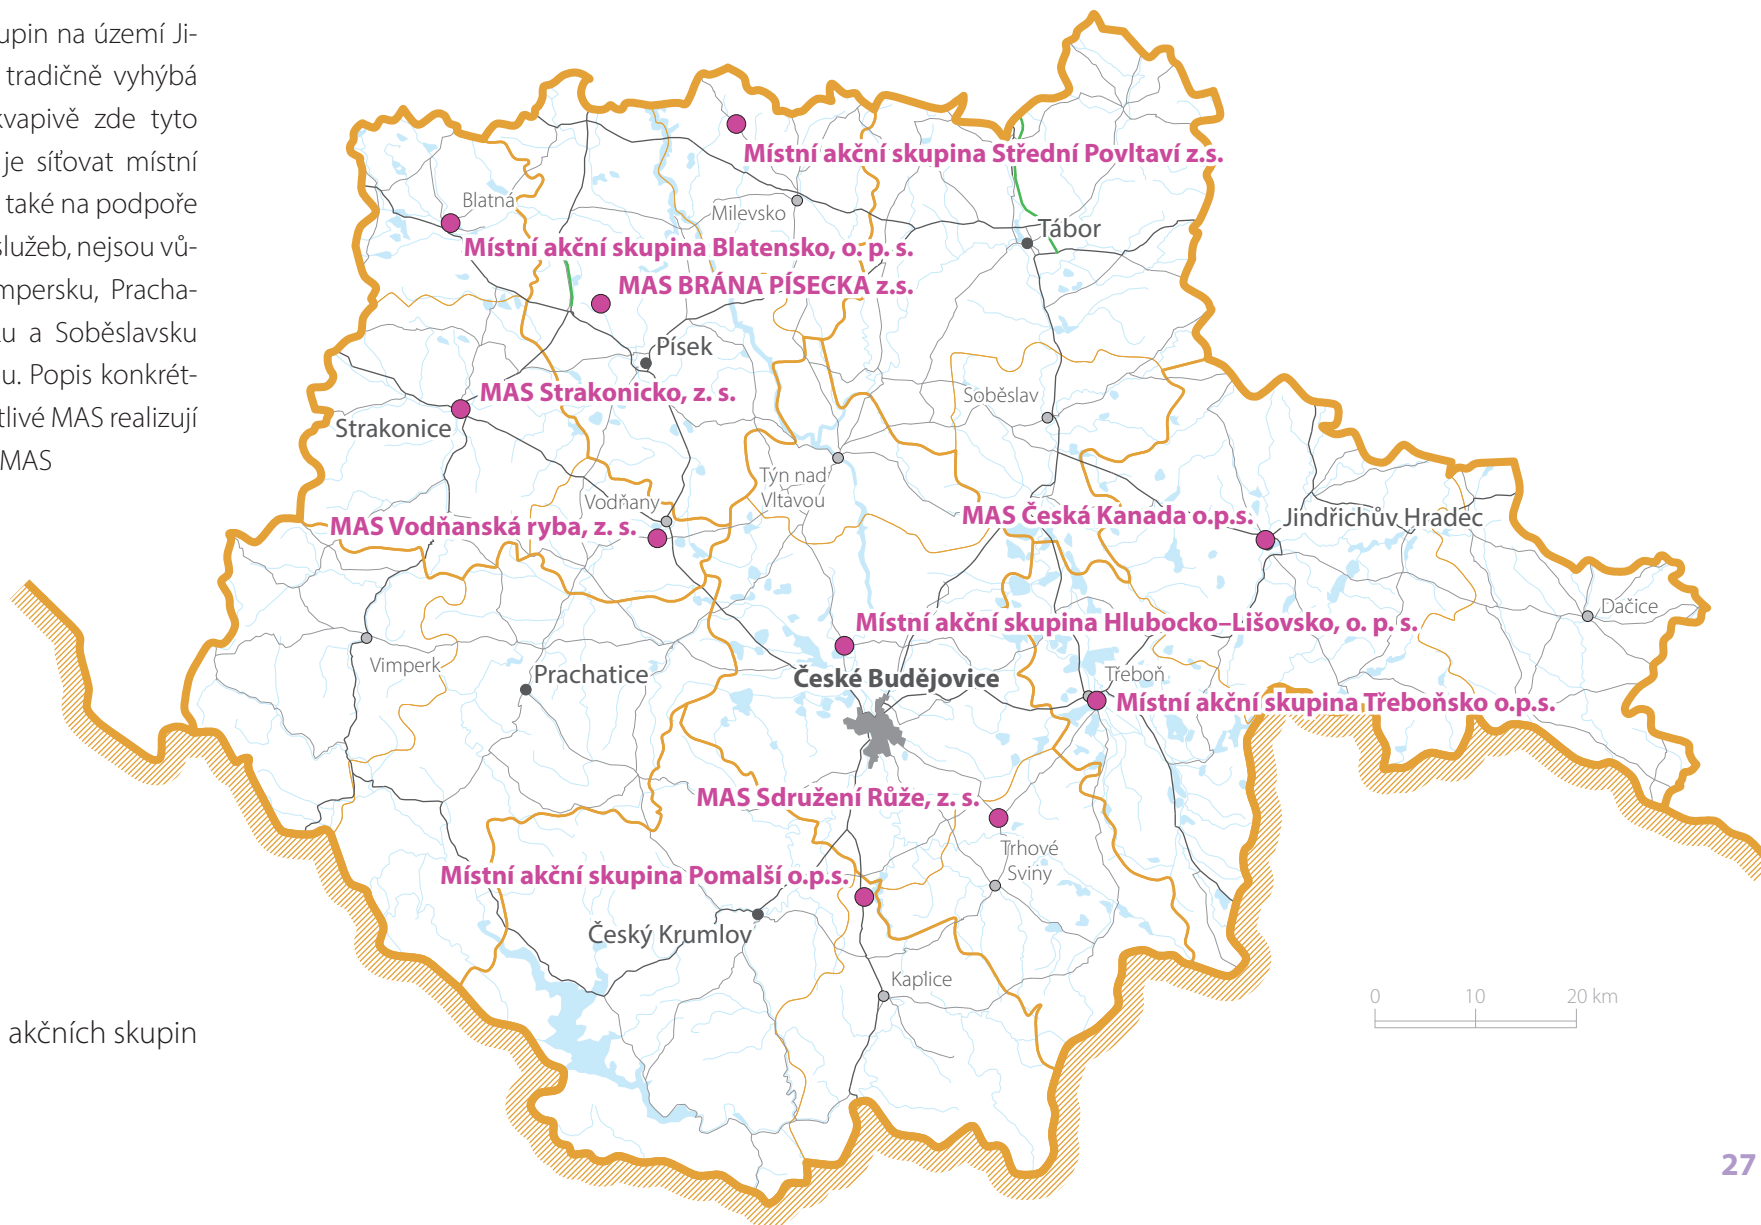 upin na území Ji-
tradičně vyhýbá
kvapivě zde tyto
je síťovat místní
také na podpoře
služeb, nejsou vů-
mpersku, Pracha-
ku a Soběslavsku
ou. Popis konkrét-
tlivé MAS realizují
MAS
akčních skupin
Místní akční skupina Střední Povltaví z.s.
Blatná
Milevsko
Tábor
Místní akční skupina Blatensko, o. p. s.
MAS BRÁNA PÍSECKA z.s.
Písek
MAS Strakonicko, z. s.
Soběslav
Strakonice
Týn nad
Vltavou
Vodňany
MAS Vodňanská ryba, z. s.
MAS Česká Kanada o.p.s.
Jindřichův Hradec
Dačice
Místní akční skupina Hlubocko–Lišovsko, o. p. s.
Vimperk
Prachatice
České Budějovice
Třeboň
Místní akční skupina Třeboňsko o.p.s.
MAS Sdružení Růže, z. s.
Trhové
Sviny
Místní akční skupina Pomalší o.p.s.
Český Krumlov
Kaplice
0 10 20 km
27